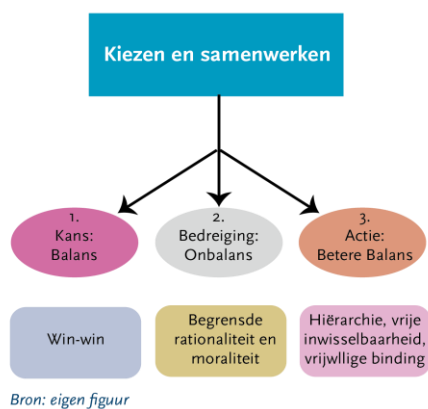 Kiezen en samenwerken
1.
Kans:
Balans
2.
Bedreiging:
Onbalans
3.
Actie:
Betere Balans
Win-win
Begrensde
rationaliteit en
moraliteit
Hiërarchie, vrije
inwisselbaarheid,
vrijwllige binding
Bron: eigen figuur